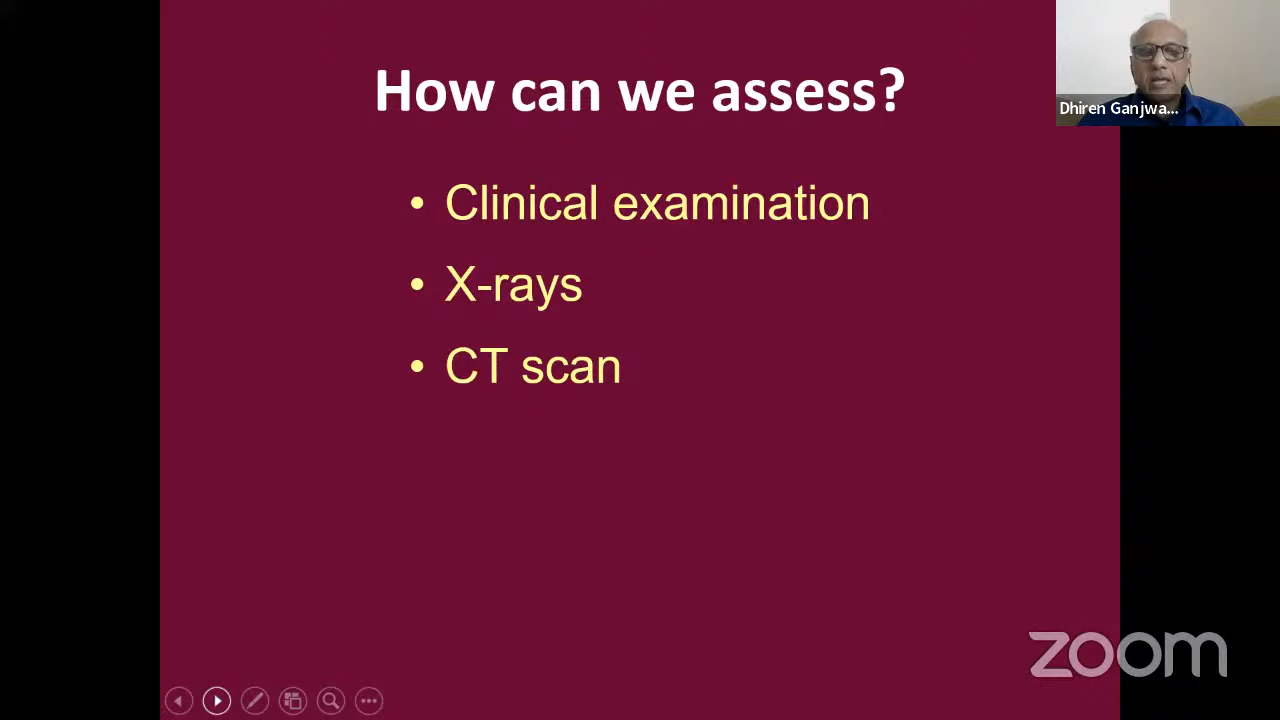 How can we assess?
Dhiren Ganjwa...
• Clinical examination
• X-rays
• CT scan
zoom